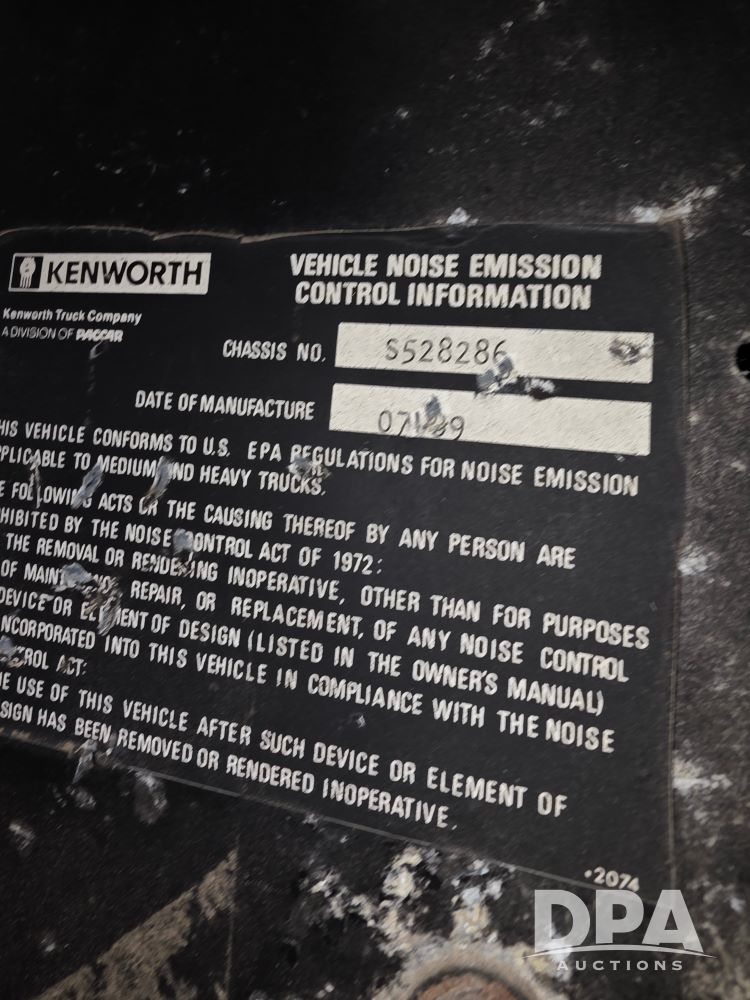 KENWORTH
Kenworth Truck Company
A DIVISION OF PACCAR
VEHICLE NOISE EMISSION
CONTROL INFORMATION
CHASSIS NO. S528286
DATE OF MANUFACTURE
HIS VEHICLE CONFORMS TO U.S. EPA REGULATIONS FOR NOISE EMISSION
PPLICABLE TO MEDIUM AND HEAVY TRUCKS.
E FOLLOWING ACTS OR THE CAUSING THEREOF BY ANY PERSON ARE
HIBITED BY THE NOISE CONTROL ACT OF 1972:
THE REMOVAL OR RENDERING INOPERATIVE, OTHER THAN FOR PURPOSES
OF MAINTENANCE REPAIR, OR REPLACEMENT, OF ANY NOISE CONTROL
DEVICE OR ELEMENT OF DESIGN (LISTED IN THE OWNER'S MANUAL)
NCORPORATED INTO THIS VEHICLE IN COMPLIANCE WITH THE NOISE
TROL ACT:
E USE OF THIS VEHICLE AFTER SUCH DEVICE OR ELEMENT OF
SIGN HAS BEEN REMOVED OR RENDERED INOPERATIVE.
•2074
DPA
AUCTIONS